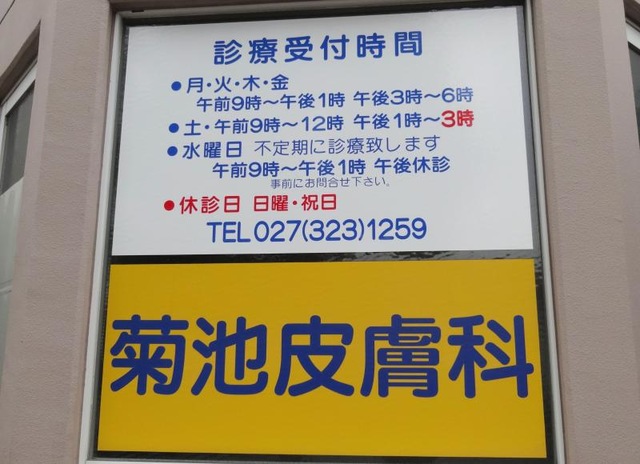 診療受付時間
●月・火・木・金
午前9時〜午後1時 午後3時〜6時
●土・午前9時〜12時 午後1時〜3時
●水曜日 不定期に診療致します
午前9時〜午後1時 午後休診
事前にお問合せ下さい。
●休診日 日曜・祝日
TEL027(323)1259
菊池皮膚科